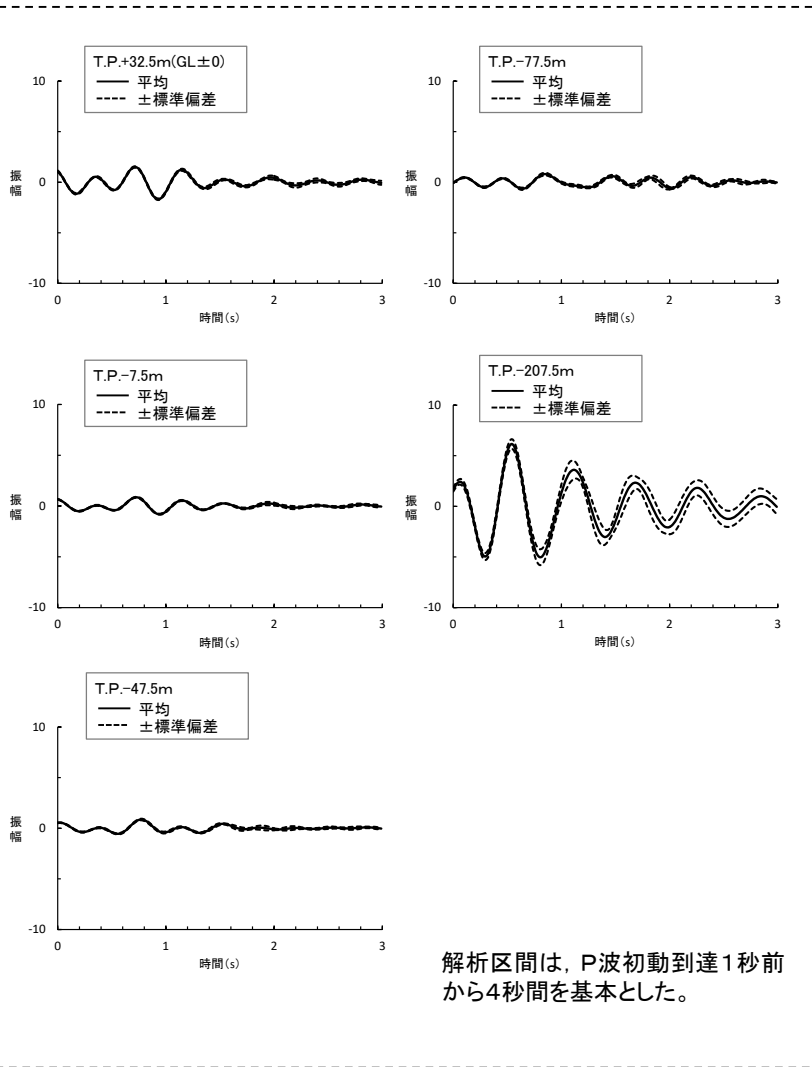 T.P.+32.5m(GL±0)
平均
±標準偏差
10
0
-10
振幅
0
1
2
3
時間(s)
T.P.-77.5m
平均
±標準偏差
10
0
-10
振幅
0
1
2
3
時間(s)
T.P.-7.5m
平均
±標準偏差
10
0
-10
振幅
0
1
2
3
時間(s)
T.P.-207.5m
平均
±標準偏差
10
0
-10
振幅
0
1
2
3
時間(s)
T.P.-47.5m
平均
±標準偏差
10
0
-10
振幅
0
1
2
3
時間(s)
解析区間は，P波初動到達１秒前
から４秒間を基本とした。